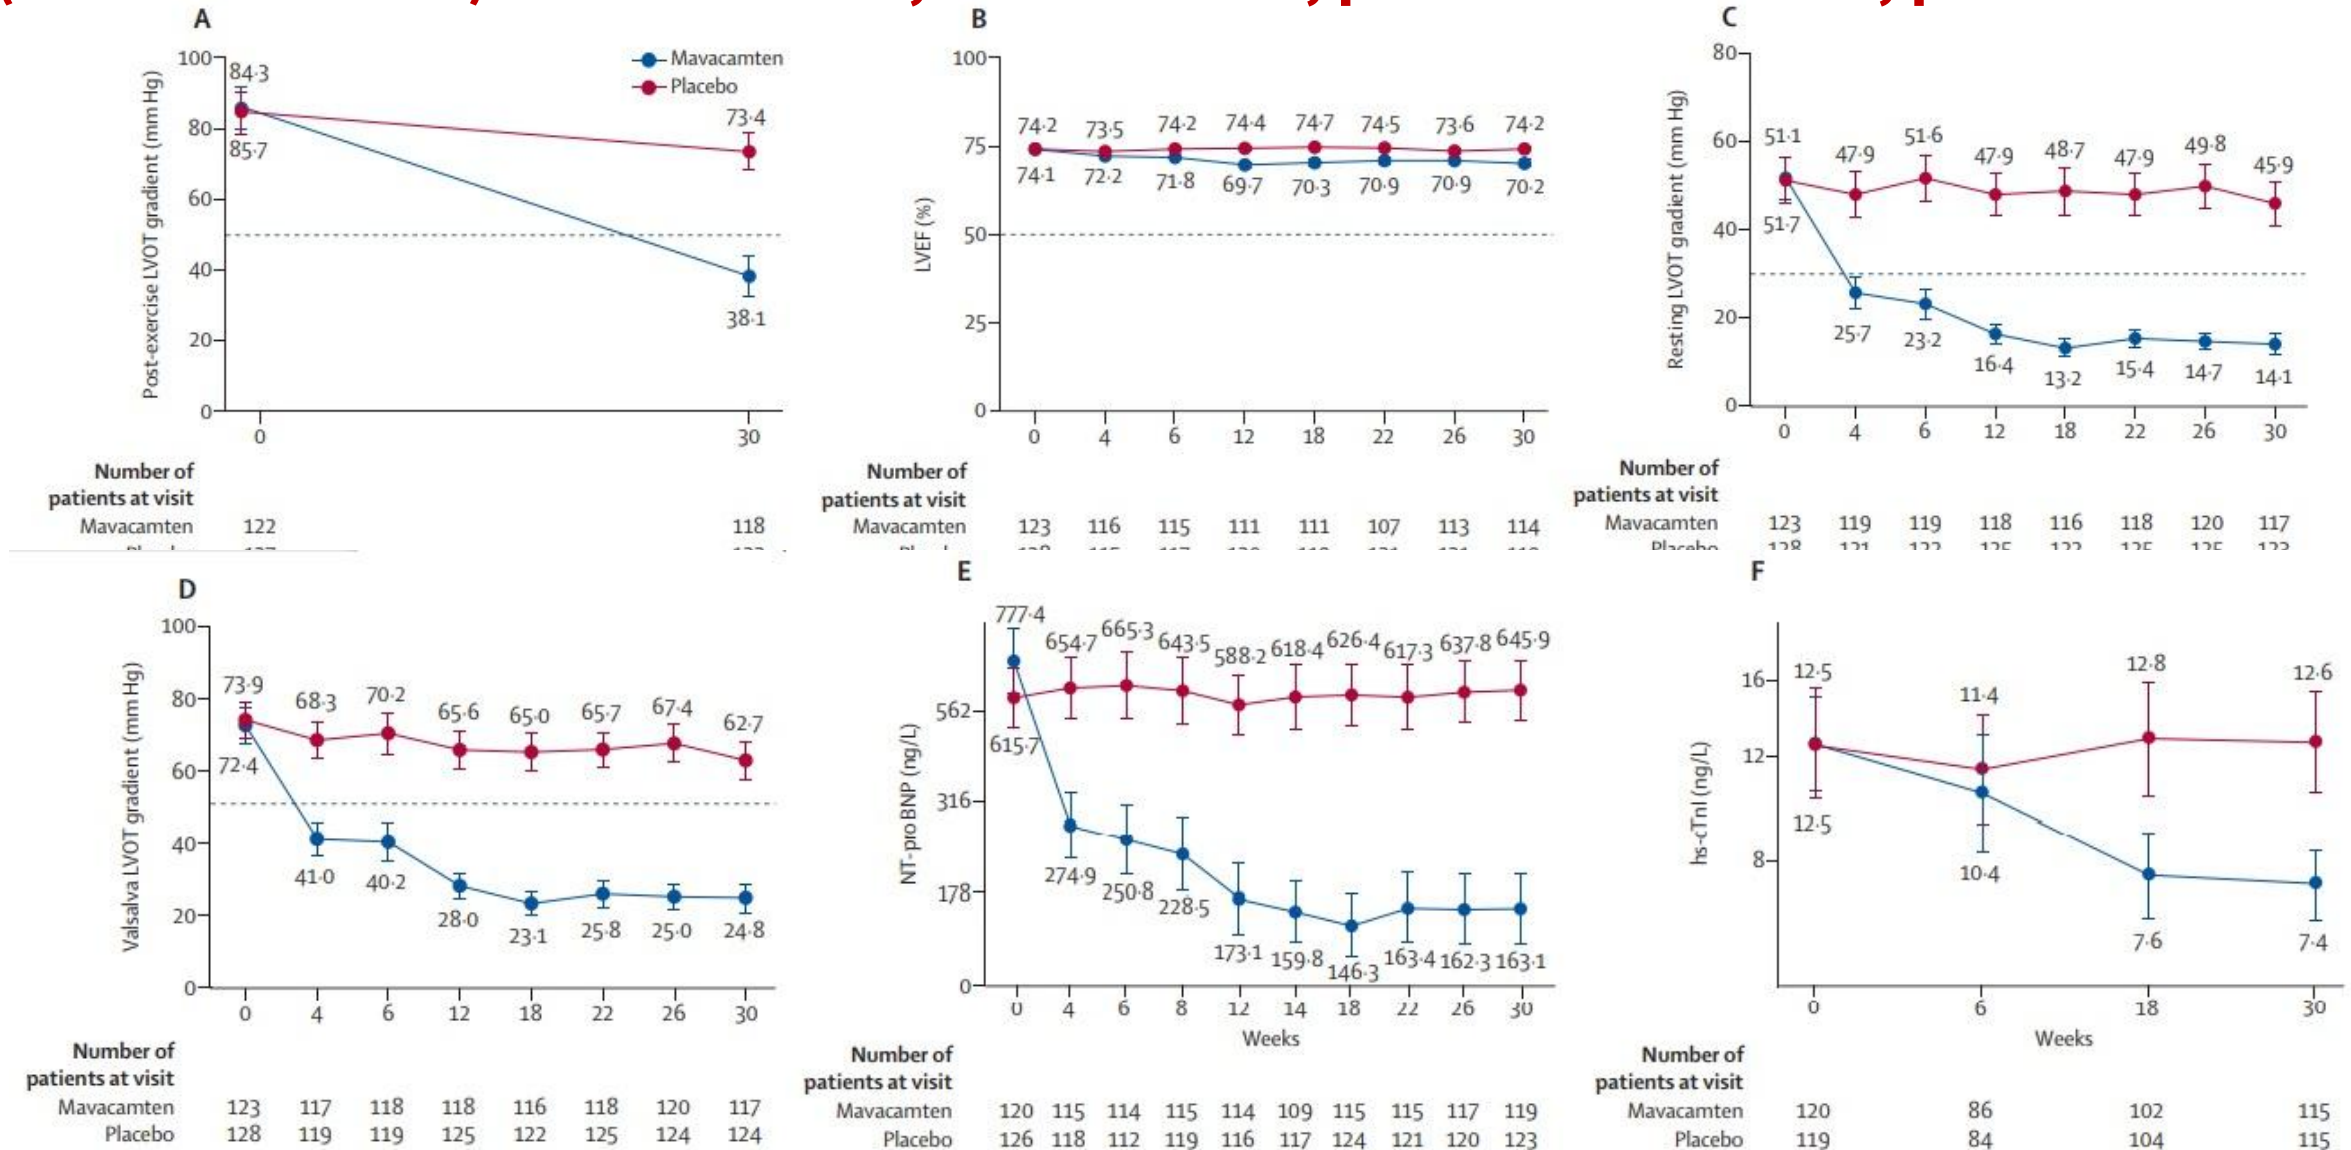 A
Post-exercise LVOT gradient (mm Hg)
100
80
60
40
20
0
84·3
85·7
73·4
38·1
Mavacamten
Placebo
0 30
Number of
patients at visit
Mavacamten 122 118
B
LVEF (%)
100
75
50
25
0
74·2 73·5 74·2 74·4 74·7 74·5 73·6 74·2
74·1 72·2 71·8 69·7 70·3 70·9 70·9 70·2
0 4 6 12 18 22 26 30
Number of
patients at visit
Mavacamten 123 116 115 111 111 107 113 114
C
Resting LVOT gradient (mm Hg)
80
60
40
20
0
51·1 47·9 51·6 47·9 48·7 47·9 49·8 45·9
51·7 25·7 23·2 16·4 13·2 15·4 14·7 14·1
0 4 6 12 18 22 26 30
Number of
patients at visit
Mavacamten 123 119 119 118 116 118 120 117
Placebo 128 121 122 125 122 125 125 123
D
Valsalva LVOT gradient (mm Hg)
100
80
60
40
20
0
73·9 68·3 70·2 65·6 65·0 65·7 67·4 62·7
72·4 41·0 40·2 28·0 23·1 25·8 25·0 24·8
0 4 6 12 18 22 26 30
Number of
patients at visit
Mavacamten 123 117 118 118 116 118 120 117
Placebo 128 119 119 125 122 125 124 124
E
NT-pro BNP (ng/L)
562
316
178
0
777·4 654·7 665·3 643·5 588·2 618·4 626·4 617·3 637·8 645·9
615·7 274·9 250·8 228·5 173·1 159·8 146·3 163·4 162·3 163·1
0 4 6 8 12 14 18 22 26 30
Weeks
Number of
patients at visit
Mavacamten 120 115 114 115 114 109 115 115 117 119
Placebo 126 118 112 119 116 117 124 121 120 123
F
hs-cTnI (ng/L)
16
12
8
12·5 11·4 12·8 12·6
12·5 10·4 7·6 7·4
0 6 18 30
Weeks
Number of
patients at visit
Mavacamten 120 86 102 115
Placebo 119 84 104 115